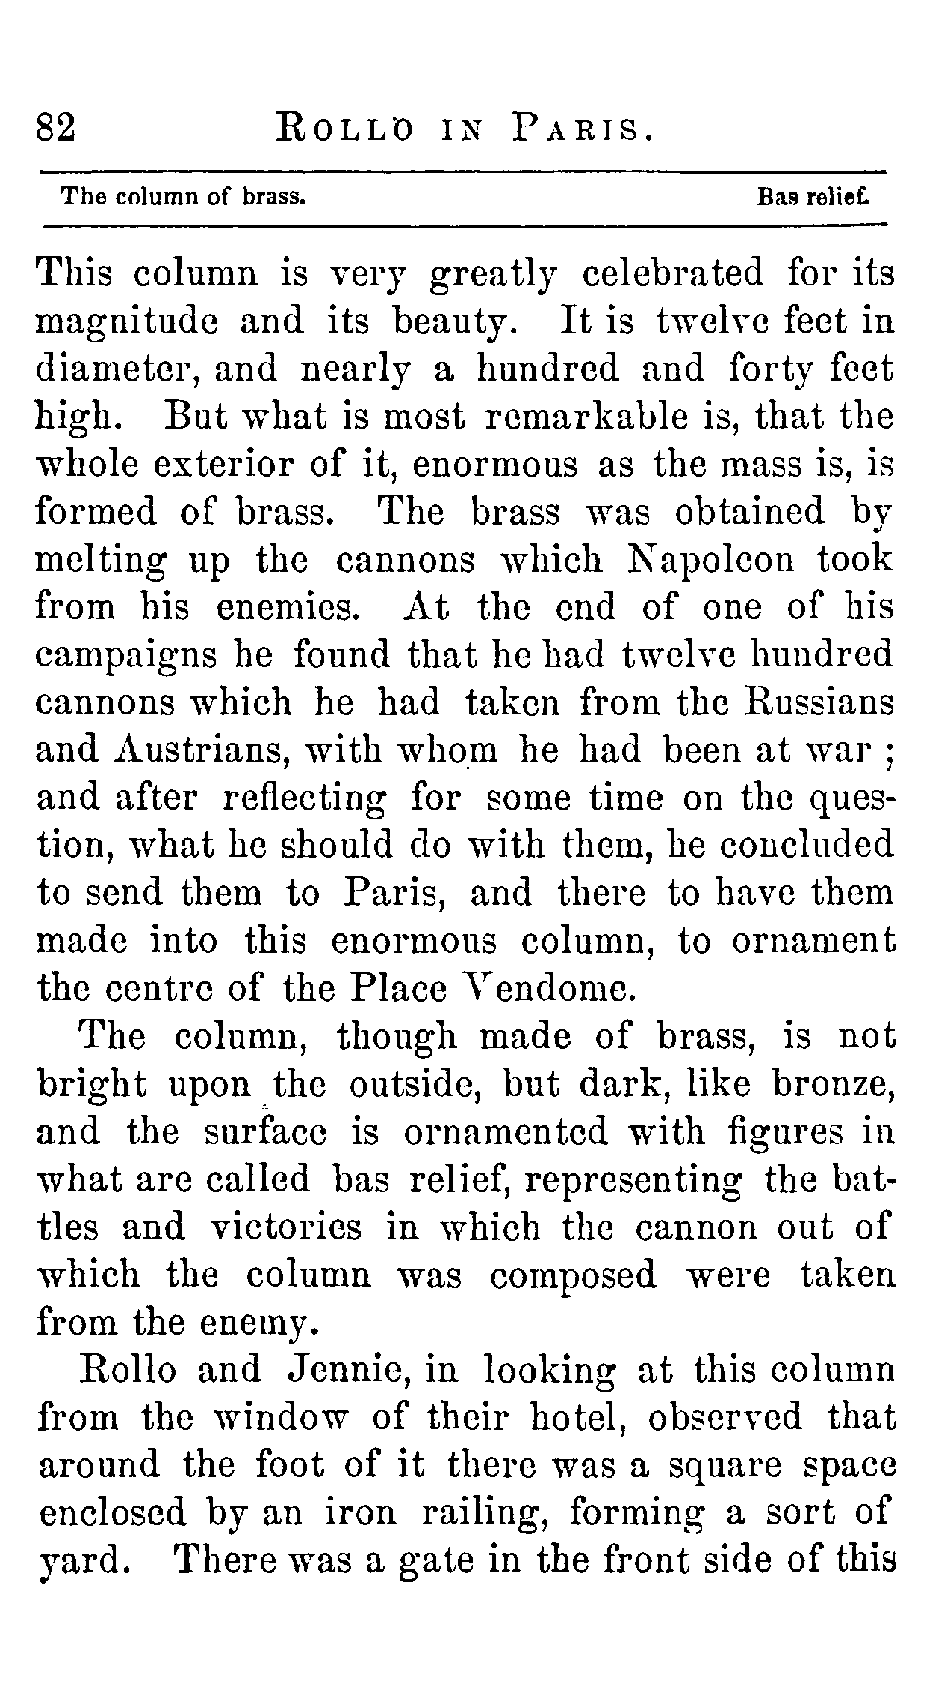 82 ROLLO IN PARIS.
The column of brass. Bas relief.
This column is very greatly celebrated for its
magnitude and its beauty. It is twelve feet in
diameter, and nearly a hundred and forty feet
high. But what is most remarkable is, that the
whole exterior of it, enormous as the mass is, is
formed of brass. The brass was obtained by
melting up the cannons which Napoleon took
from his enemies. At the end of one of his
campaigns he found that he had twelve hundred
cannons which he had taken from the Russians
and Austrians, with whom he had been at war ;
and after reflecting for some time on the ques-
tion, what he should do with them, he concluded
to send them to Paris, and there to have them
made into this enormous column, to ornament
the centre of the Place Vendome.
The column, though made of brass, is not
bright upon the outside, but dark, like bronze,
and the surface is ornamented with figures in
what are called bas relief, representing the bat-
tles and victories in which the cannon out of
which the column was composed were taken
from the enemy.
Rollo and Jennie, in looking at this column
from the window of their hotel, observed that
around the foot of it there was a square space
enclosed by an iron railing, forming a sort of
yard. There was a gate in the front side of this